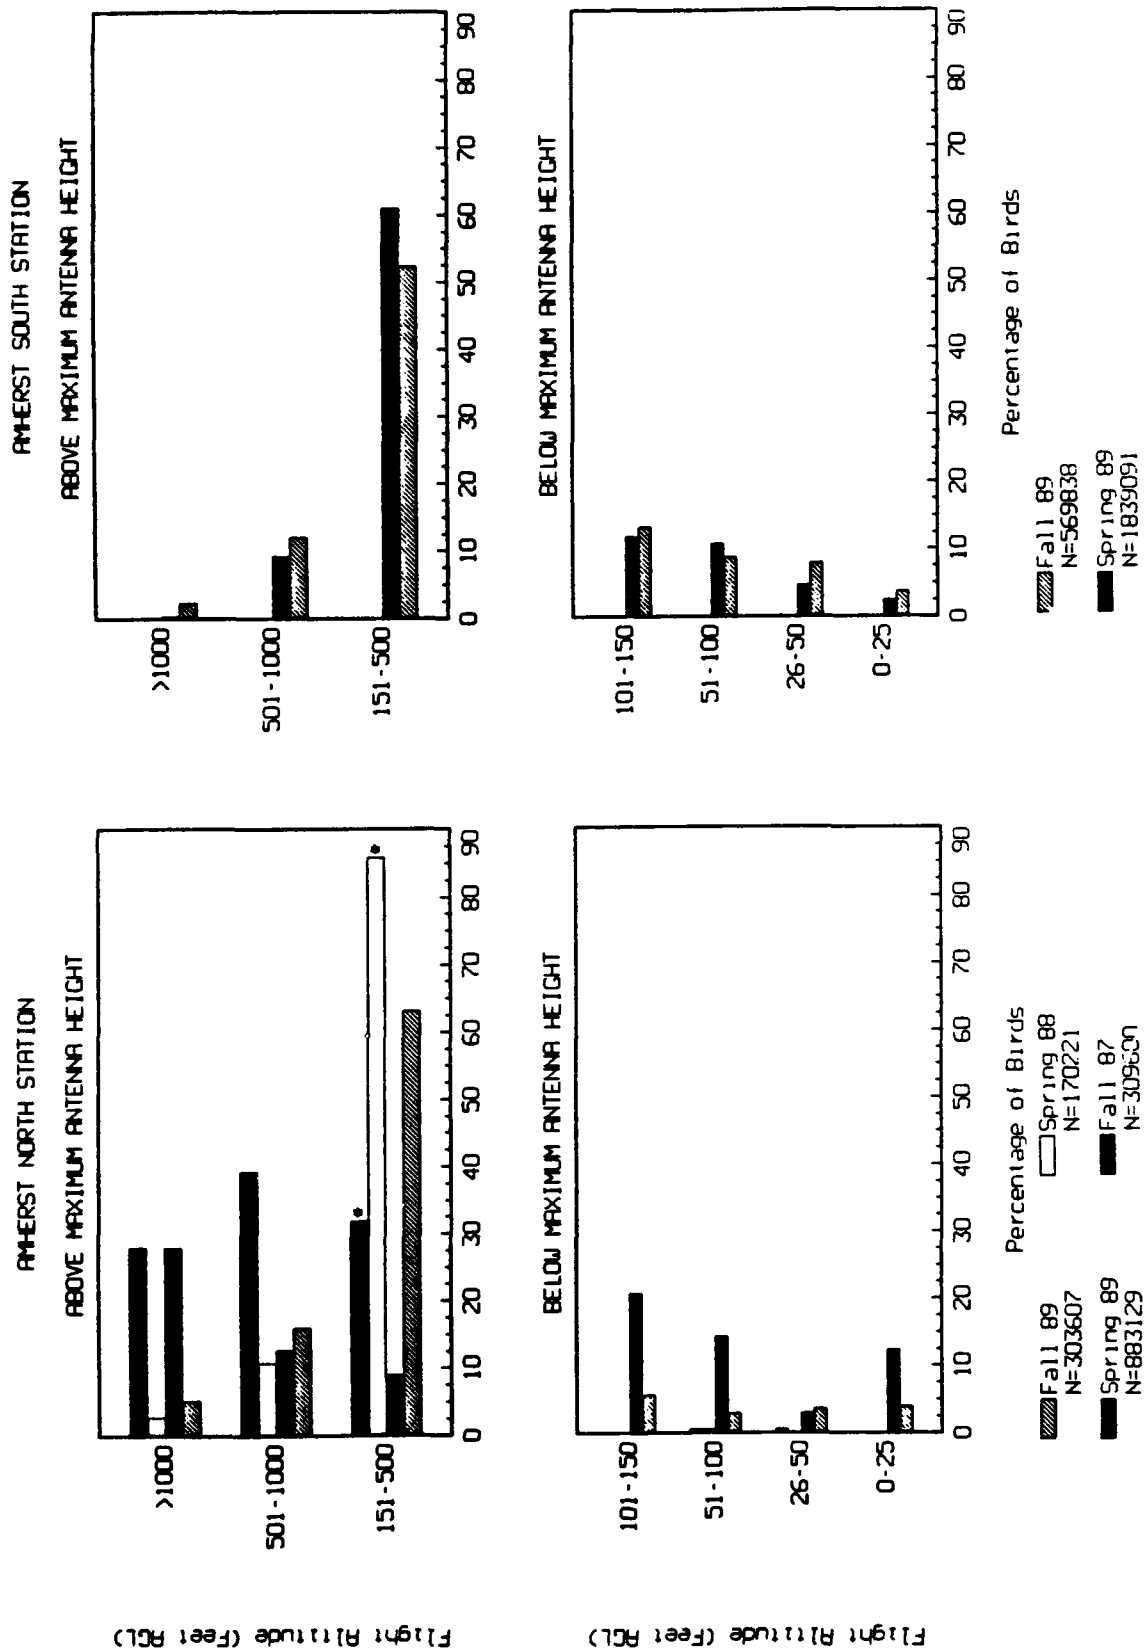 AMHERST NORTH STATION
ABOVE MAXIMUM ANTENNA HEIGHT
>1000
501-1000
151-500
*
*
0 10 20 30 40 50 60 70 80 90
BELOW MAXIMUM ANTENNA HEIGHT
101-150
51-100
26-50
0-25
0 10 20 30 40 50 60 70 80 90
Percentage of Birds
Flight Altitude (Feet AGL)
Flight Altitude (Feet AGL)
Fall 89
N=303607
Spring 88
N=170221
Spring 89
N=883129
Fall 87
AMHERST SOUTH STATION
ABOVE MAXIMUM ANTENNA HEIGHT
>1000
501-1000
151-500
0 10 20 30 40 50 60 70 80 90
BELOW MAXIMUM ANTENNA HEIGHT
101-150
51-100
26-50
0-25
0 10 20 30 40 50 60 70 80 90
Percentage of Birds
Fall 89
N=569838
Spring 89
N=1839091